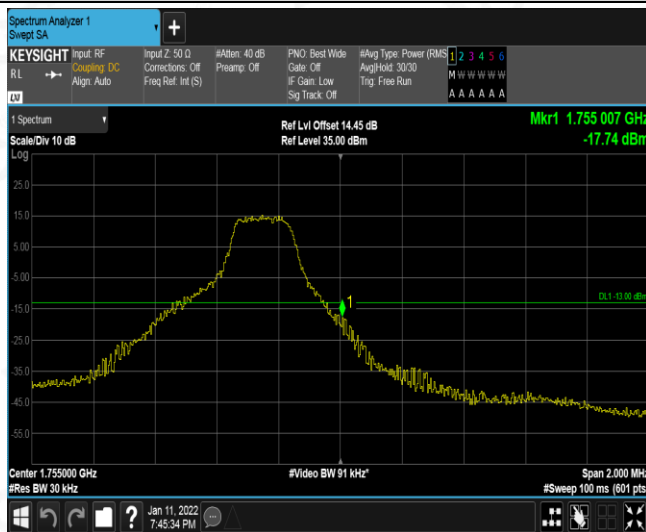 Spectrum Analyzer 1
Swept SA
+
KEYSIGHT
RL
LXI
Input: RF
Coupling: DC
Align: Auto
Input Z: 50 Ω
Corrections: Off
Freq Ref: Int (S)
#Atten: 40 dB
Preamp: Off
PNO: Best Wide
Gate: Off
IF Gain: Low
Sig Track: Off
#Avg Type: Power (RMS
Avg|Hold: 30/30
Trig: Free Run
1 2 3 4 5 6
M W W W W W
A A A A A A
1 Spectrum
Scale/Div 10 dB
Log
Ref Lvl Offset 14.45 dB
Ref Level 35.00 dBm
Mkr1 1.755 007 GHz
-17.74 dBm
25.0
15.0
5.00
-5.00
-15.0
-25.0
-35.0
-45.0
-55.0
DL1 -13.00 dBm
1
Center 1.755000 GHz
#Res BW 30 kHz
#Video BW 91 kHz*
Span 2.000 MHz
#Sweep 100 ms (601 pts)
?
Jan 11, 2022
7:45:34 PM